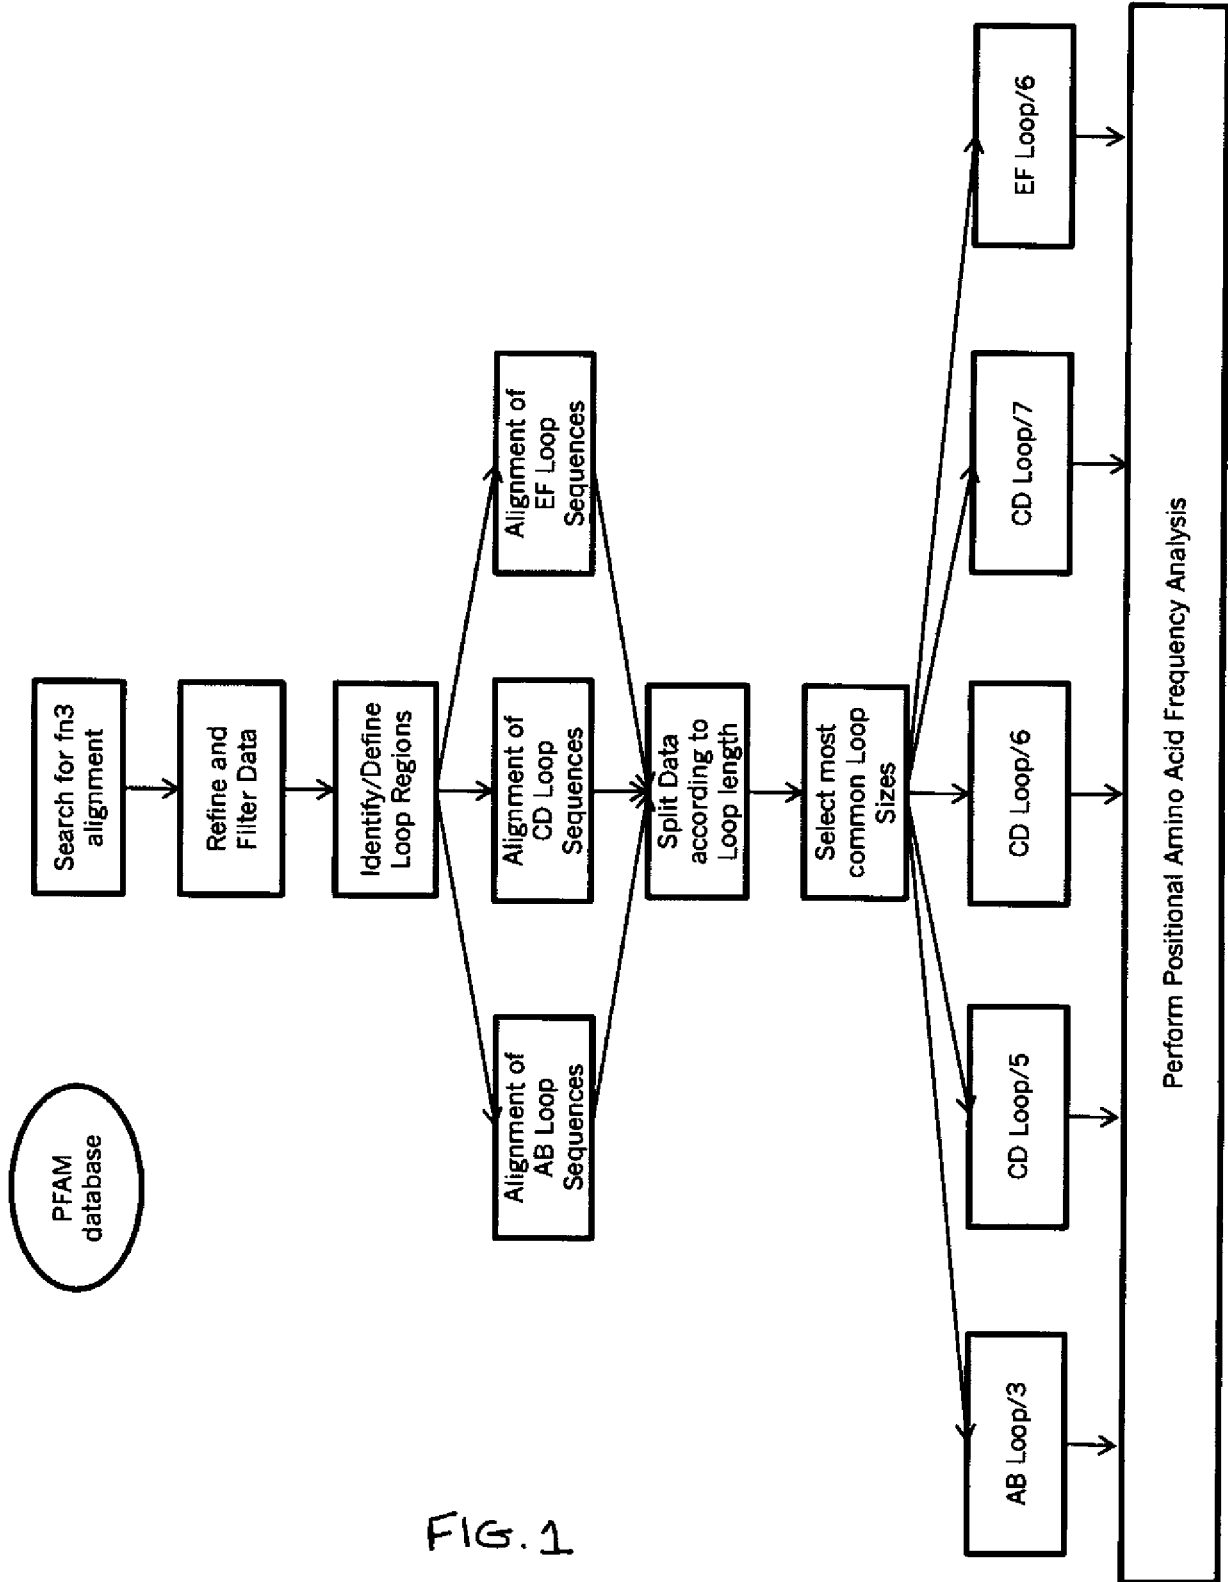 PFAM
database
Search for fn3
alignment
Refine and
Filter Data
Identify/Define
Loop Regions
Alignment of
AB Loop
Sequences
Alignment of
CD Loop
Sequences
Alignment of
EF Loop
Sequences
Split Data
according to
Loop length
Select most
common Loop
Sizes
AB Loop/3
CD Loop/5
CD Loop/6
CD Loop/7
EF Loop/6
Perform Positional Amino Acid Frequency Analysis
FIG. 1